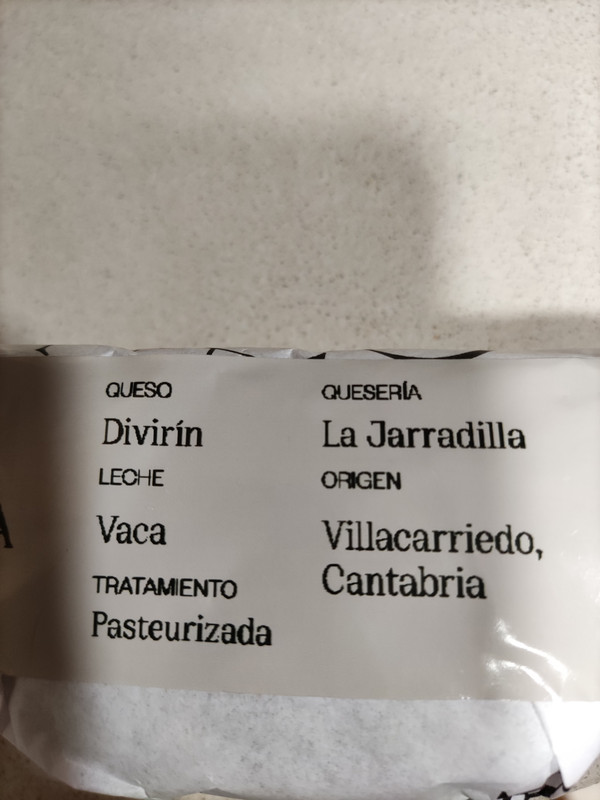 QUESO
Divirín
LECHE
Vaca
TRATAMIENTO
Pasteurizada
QUESERÍA
La Jarradilla
ORIGEN
Villacarriedo,
Cantabria